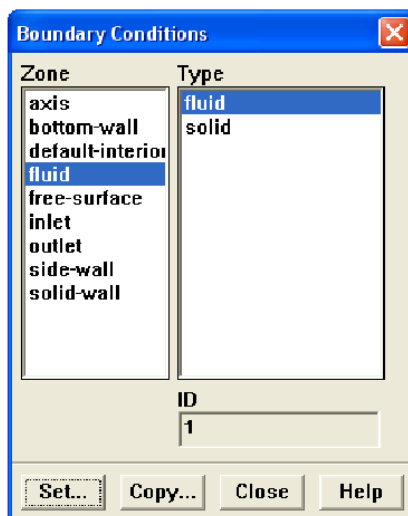 Boundary Conditions
Zone
Type
axis
bottom-wall
default-interior
fluid
free-surface
inlet
outlet
side-wall
solid-wall
fluid
solid
ID
1
Set... Copy... Close Help